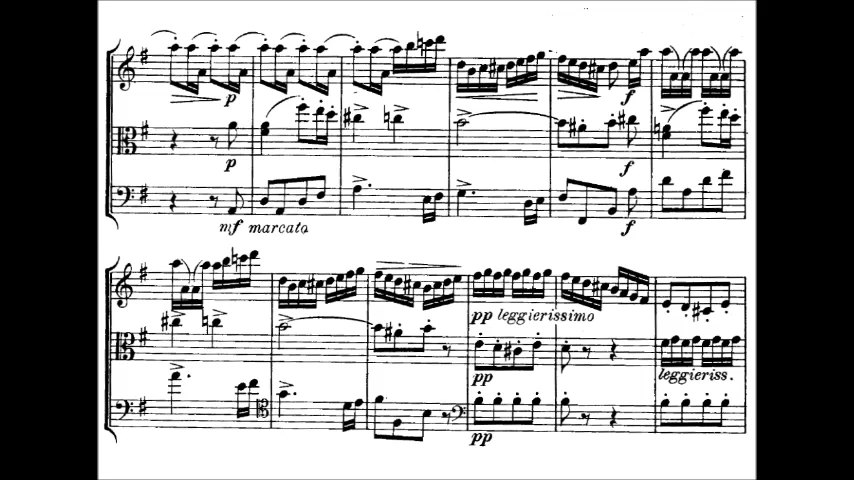 p f
p f
mf marcato f
pp leggierissimo
pp leggieriss.
pp